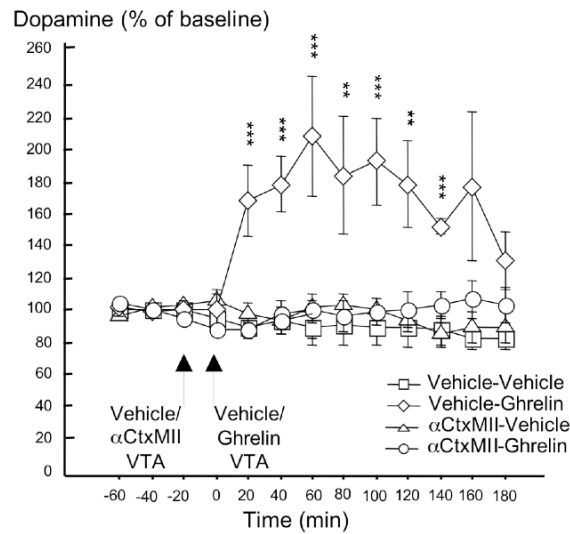 Dopamine (% of baseline)
260
240
220
200
180
160
140
120
100
80
60
40
20
0
***
***
***
**
***
**
***
Vehicle/
αCtxMII
VTA
Vehicle/
Ghrelin
VTA
Vehicle-Vehicle
Vehicle-Ghrelin
αCtxMII-Vehicle
αCtxMII-Ghrelin
-60 -40 -20 0 20 40 60 80 100 120 140 160 180
Time (min)